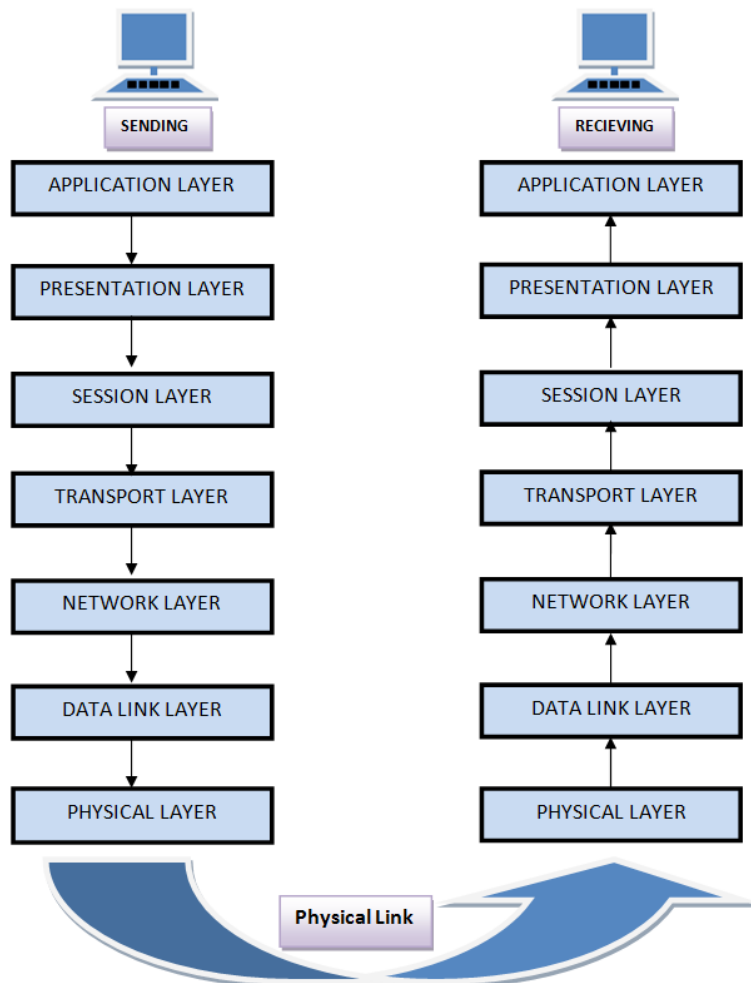 SENDING
APPLICATION LAYER
PRESENTATION LAYER
SESSION LAYER
TRANSPORT LAYER
NETWORK LAYER
DATA LINK LAYER
PHYSICAL LAYER
RECIEVING
APPLICATION LAYER
PRESENTATION LAYER
SESSION LAYER
TRANSPORT LAYER
NETWORK LAYER
DATA LINK LAYER
PHYSICAL LAYER
Physical Link